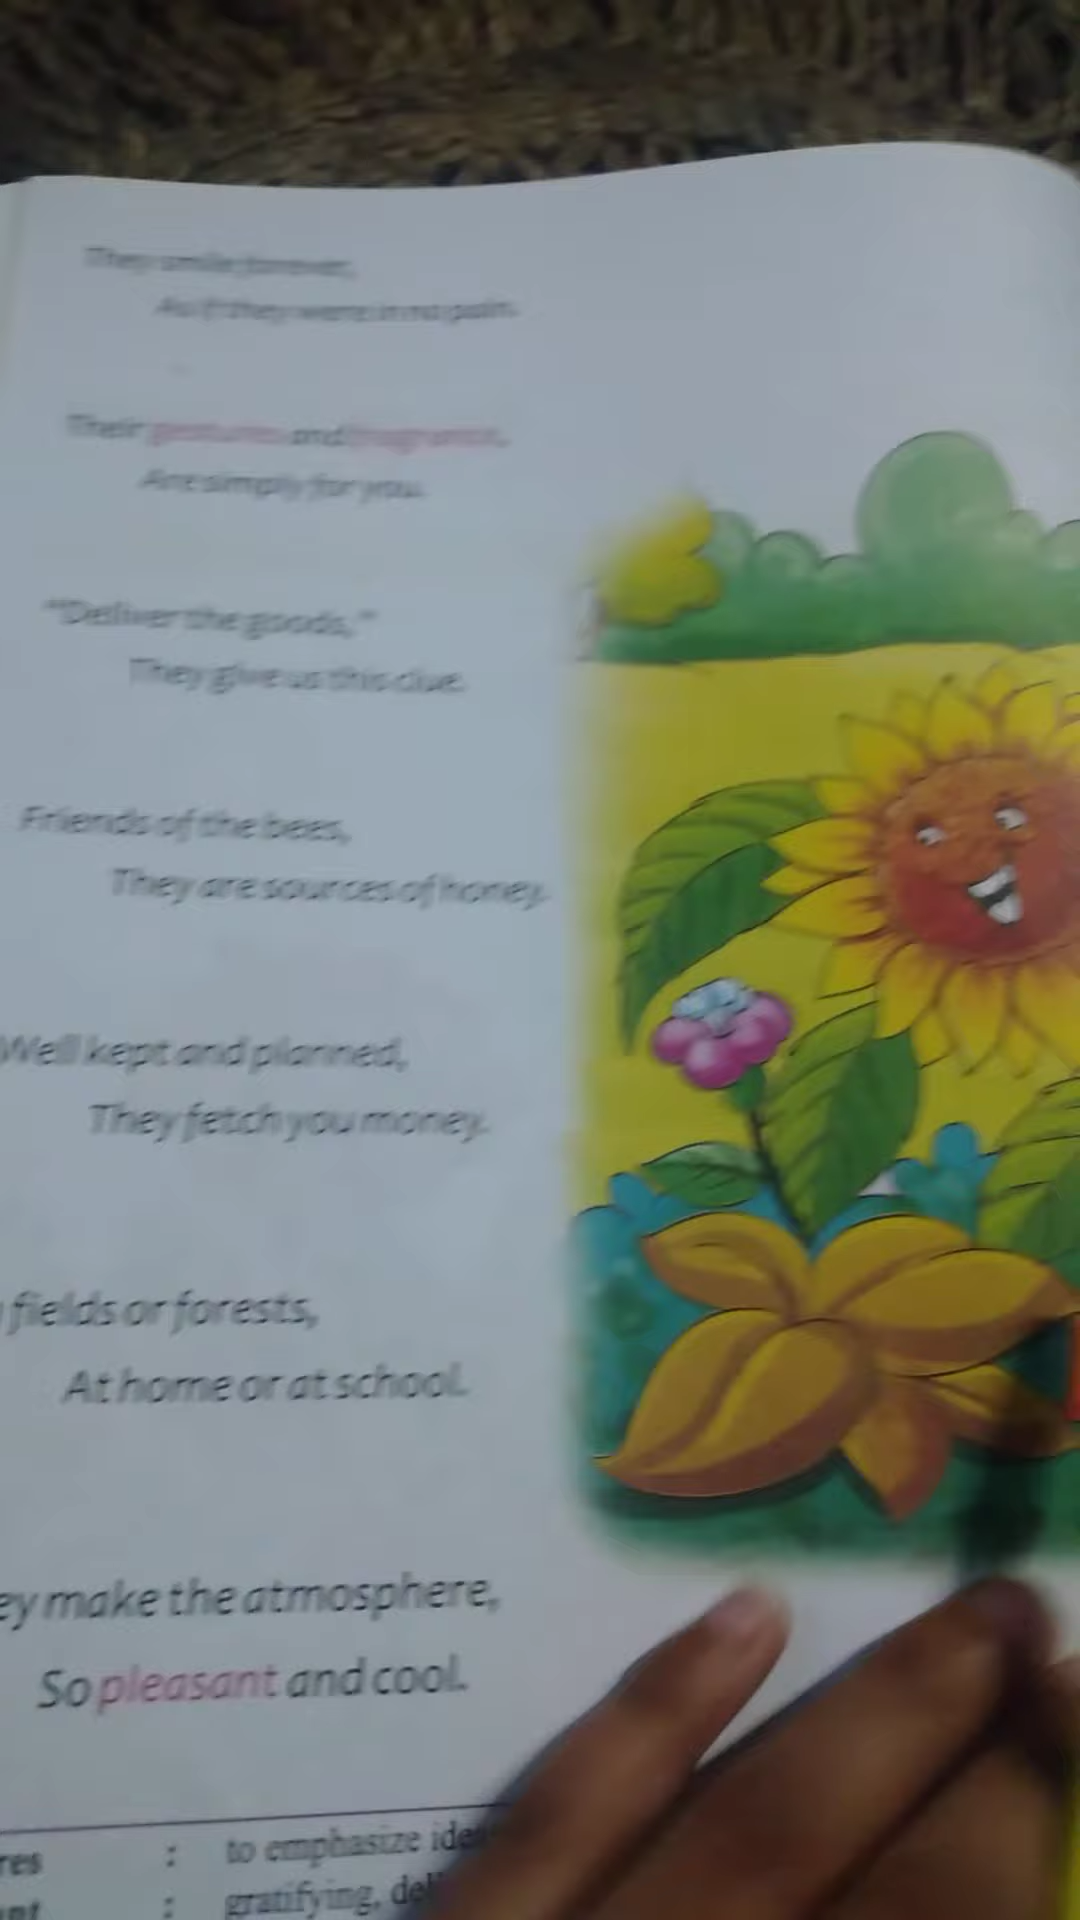 They smile forever,
As if they were in no pain.
Their gestures and fragrance,
Are simply for you.
"Deliver the goods,"
They give us this clue.
Friends of the bees,
They are sources of honey.
Well kept and planned,
They fetch you money.
fields or forests,
At home or at school.
ey make the atmosphere,
So pleasant and cool.
res : to emphasize
nt : gratifying,